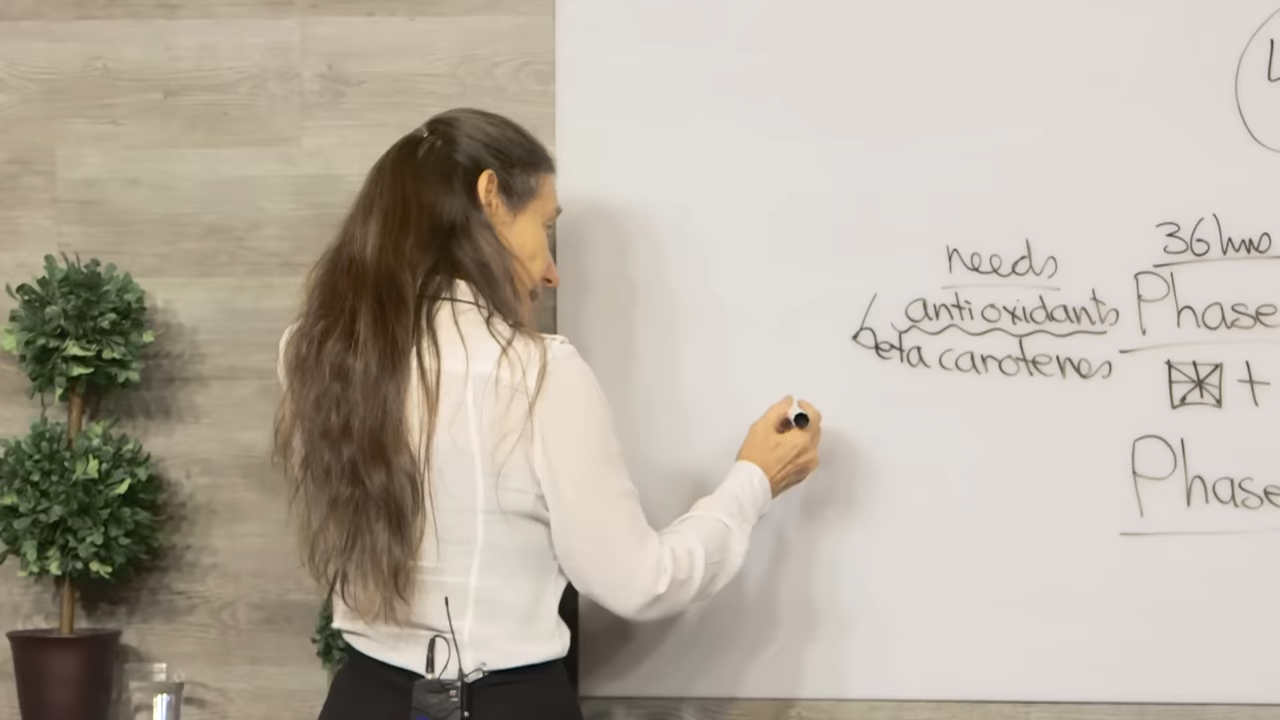 36 hrs
needs
antioxidants
Phase
beta carotenes
+
Phase